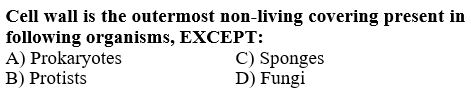 Cell wall is the outermost non-living covering present in
following organisms, EXCEPT:
A) Prokaryotes C) Sponges
B) Protists D) Fungi